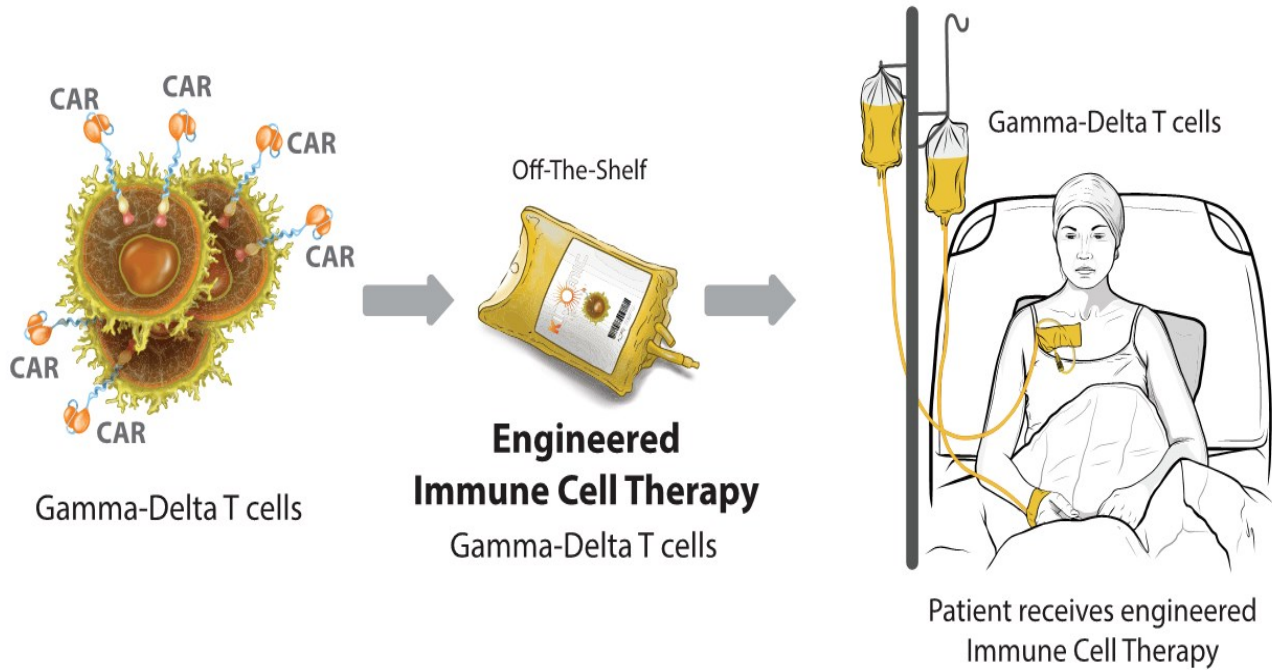 CAR
CAR
CAR
CAR
CAR
CAR
Gamma-Delta T cells
Off-The-Shelf
Engineered
Immune Cell Therapy
Gamma-Delta T cells
Gamma-Delta T cells
Patient receives engineered
Immune Cell Therapy